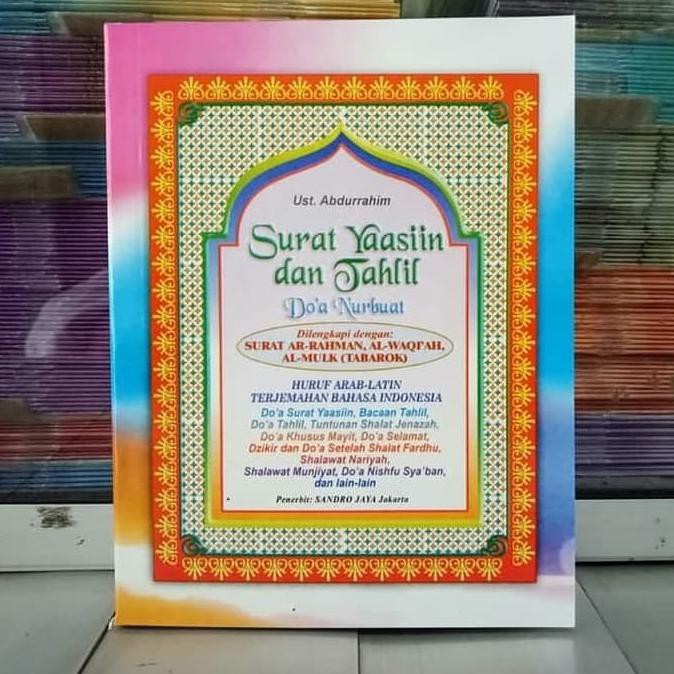 Ust. Abdurrahim
Surat Yaasiin
dan Tahlil
Do'a Nurbuat
Dilengkapi dengan:
SURAT AR-RAHMAN, AL-WAQI'AH,
AL-MULK (TABAROK)
HURUF ARAB-LATIN
TERJEMAHAN BAHASA INDONESIA
Do'a Surat Yaasiin, Bacaan Tahlil,
Do'a Tahlil, Tuntunan Shalat Jenazah,
Do'a Khusus Mayit, Do'a Selamat,
Dzikir dan Do'a Setelah Shalat Fardhu,
Shalawat Nariyah,
Shalawat Munjiyat, Do'a Nishfu Sya'ban,
dan lain-lain
Penerbit: SANDRO JAYA Jakarta